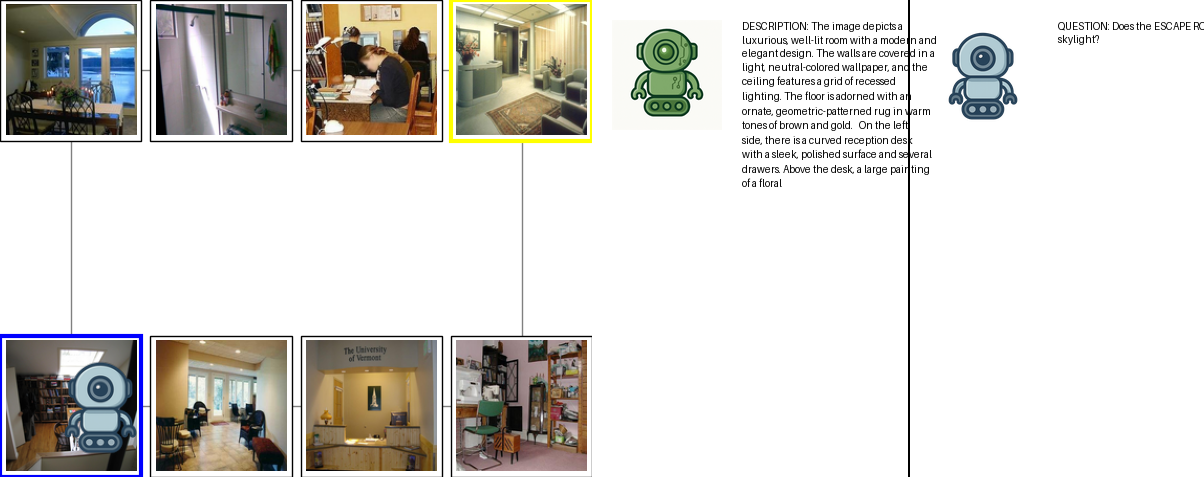 The University
of Vermont
DESCRIPTION: The image depicts a
luxurious, well-lit room with a modern and
elegant design. The walls are covered in a
light, neutral-colored wallpaper, and the
ceiling features a grid of recessed
lighting. The floor is adorned with an
ornate, geometric-patterned rug in warm
tones of brown and gold. On the left
side, there is a curved reception desk
with a sleek, polished surface and several
drawers. Above the desk, a large painting
of a floral
QUESTION: Does the ESCAPE RO
skylight?